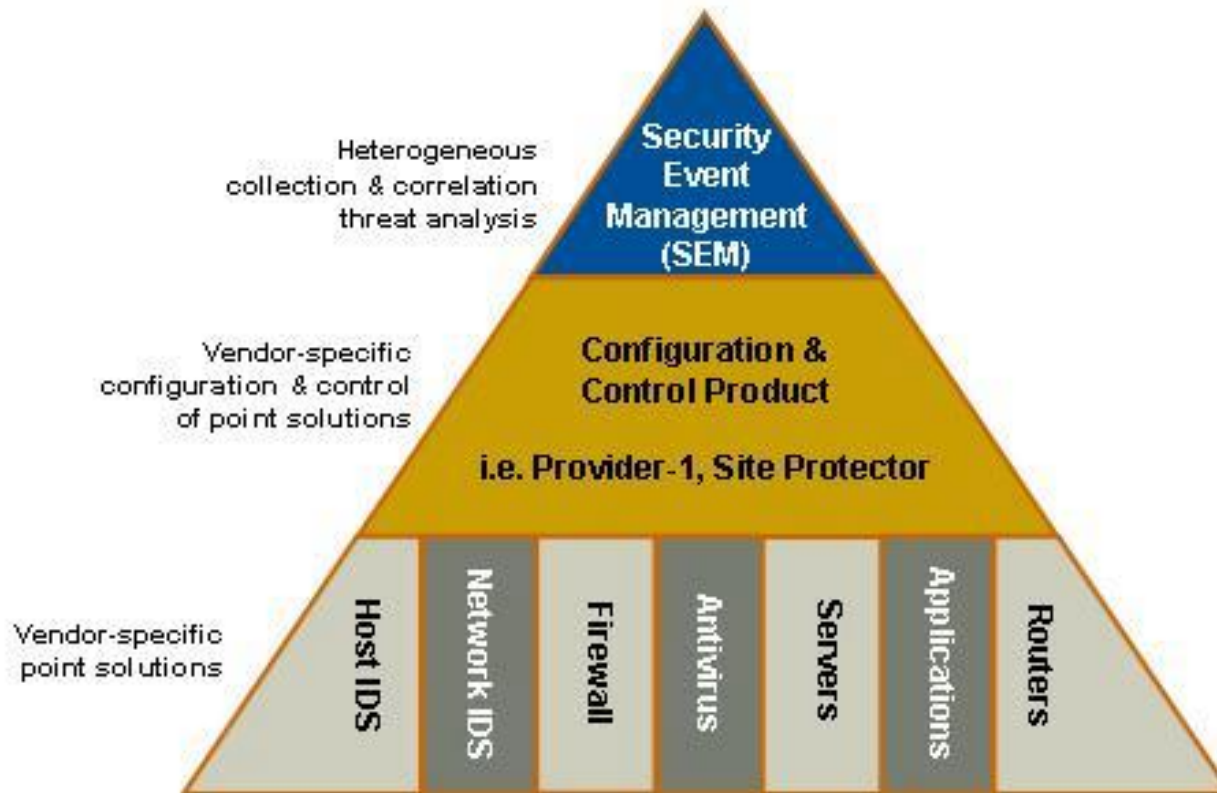 Heterogeneous
collection & correlation
threat analysis
Security
Event
Management
(SEM)
Vendor-specific
configuration & control
of point solutions
Configuration &
Control Product
i.e. Provider-1, Site Protector
Vendor-specific
point solutions
Host IDS
Network IDS
Firewall
Antivirus
Servers
Applications
Routers